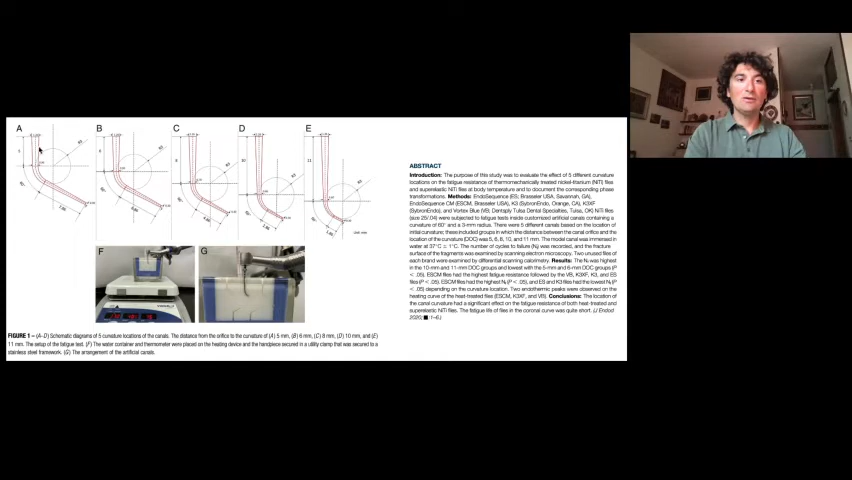 A
B
C
D
E
F
G
FIGURE 1 – (A–D) Schematic diagrams of 5 curvature locations of the canals. The distance from the orifice to the curvature of (A) 5 mm, (B) 6 mm, (C) 8 mm, (D) 10 mm, and (E)
11 mm. The setup of the fatigue test. (F) The water container and thermometer were placed on the heating device and the handpiece secured in a utility clamp that was secured to a
stainless steel framework. (G) The arrangement of the artificial canals.
ABSTRACT
Introduction: The purpose of this study was to evaluate the effect of 5 different curvature
locations on the fatigue resistance of thermomechanically treated nickel-titanium (NiTi) files
and superelastic NiTi files at body temperature and to document the corresponding phase
transformations. Methods: EndoSequence (ES; Brasseler USA, Savannah, GA),
EndoSequence CM (ESCM, Brasseler USA), K3 (SybronEndo, Orange, CA), K3XF
(SybronEndo), and Vortex Blue (VB, Dentsply Tulsa Dental Specialties, Tulsa, OK) NiTi files
(size 25/.04) were subjected to fatigue tests inside customized artificial canals containing a
curvature of 60° and a 3-mm radius. There were 5 different canals based on the location of
initial curvature; these included groups in which the distance between the canal orifice and the
location of the curvature (DOC) was 5, 6, 8, 10, and 11 mm. The model canal was immersed in
water at 37°C ± 1°C. The number of cycles to failure (Nf) was recorded, and the fracture
surface of the fragments was examined by scanning electron microscopy. Two unused files of
each brand were examined by differential scanning calorimetry. Results: The Nf was highest
in the 10-mm and 11-mm DOC groups and lowest with the 5-mm and 6-mm DOC groups (P
< .05). ESCM files had the highest fatigue resistance followed by the VB, K3XF, K3, and ES
files (P < .05). ESCM files had the highest Nf (P < .05), and ES and K3 files had the lowest Nf (P
< .05) depending on the curvature location. Two endothermic peaks were observed on the
heating curve of the heat-treated files (ESCM, K3XF, and VB). Conclusions: The location of
the canal curvature had a significant effect on the fatigue resistance of both heat-treated and
superelastic NiTi files. The fatigue life of files in the coronal curve was quite short. (J Endod
2020;■:1–6.)